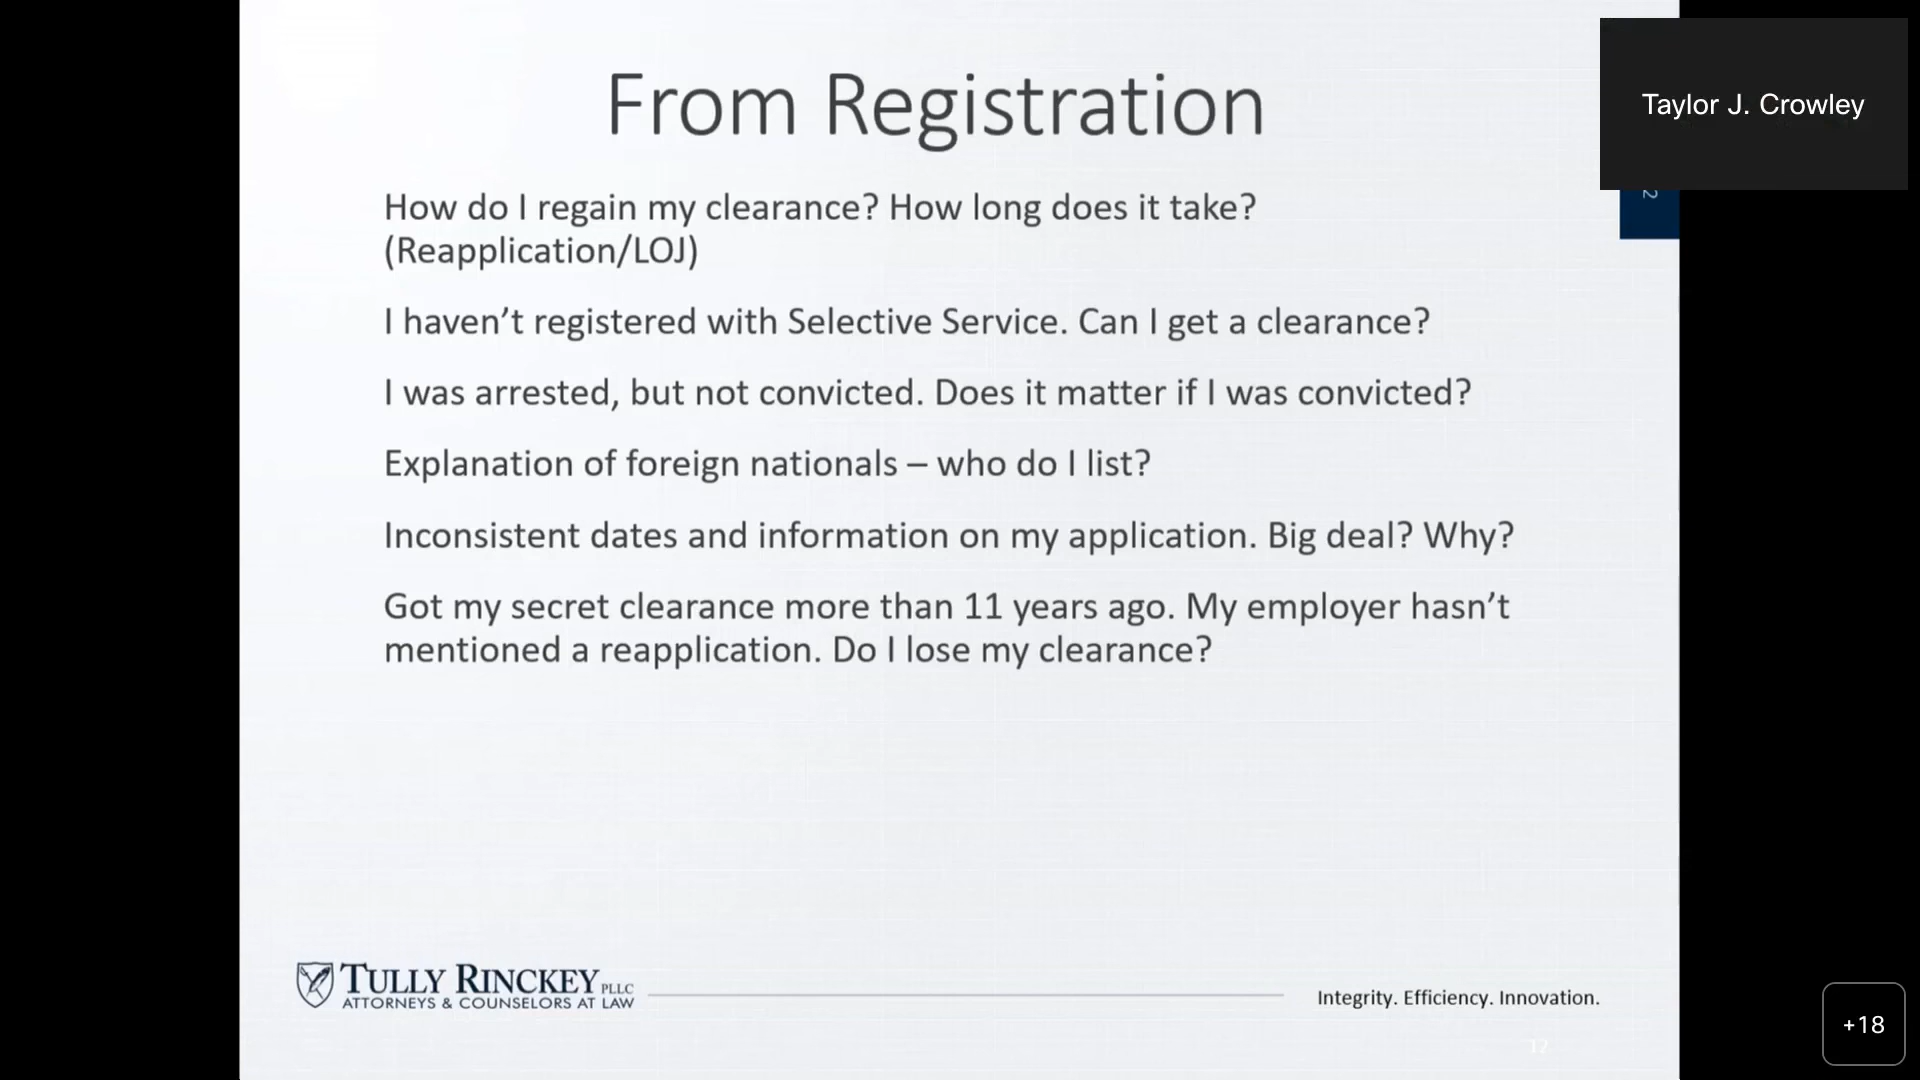 From Registration
Taylor J. Crowley
2
How do I regain my clearance? How long does it take?
(Reapplication/LOJ)
I haven’t registered with Selective Service. Can I get a clearance?
I was arrested, but not convicted. Does it matter if I was convicted?
Explanation of foreign nationals – who do I list?
Inconsistent dates and information on my application. Big deal? Why?
Got my secret clearance more than 11 years ago. My employer hasn’t
mentioned a reapplication. Do I lose my clearance?
TULLY RINCKEY PLLC
ATTORNEYS & COUNSELORS AT LAW
Integrity. Efficiency. Innovation.
+18
12